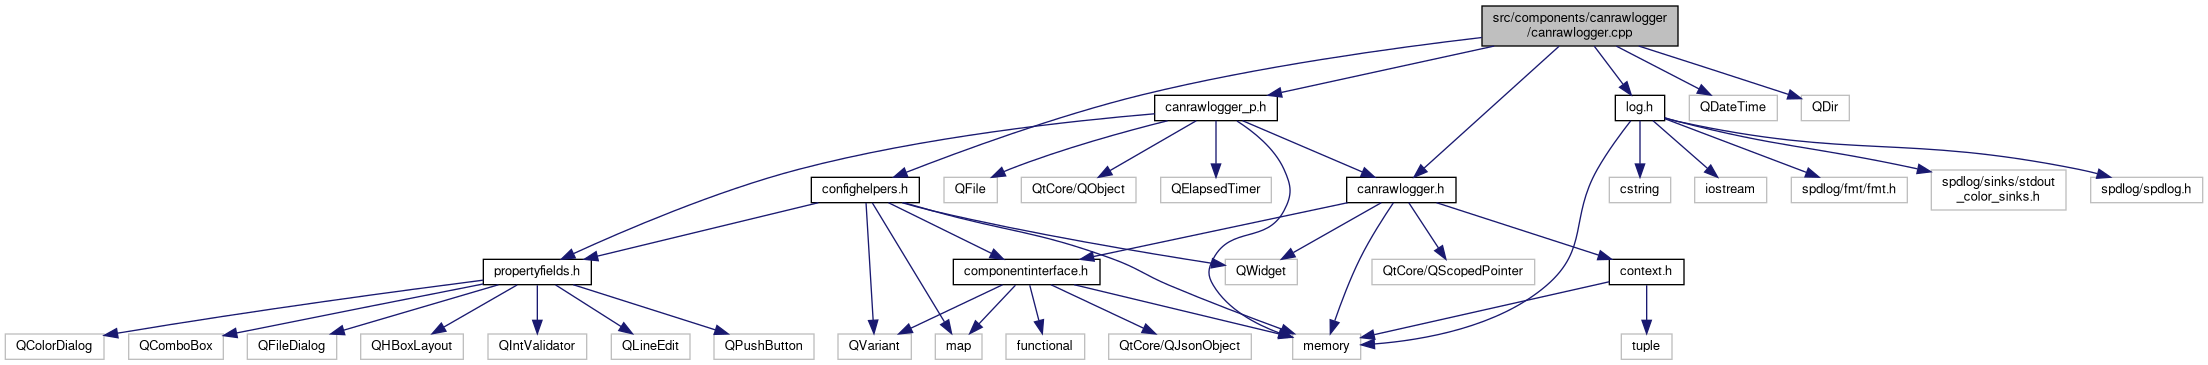 src/components/canrawlogger
/canrawlogger.cpp
canrawlogger_p.h
log.h
QDateTime
QDir
confighelpers.h
QFile
QtCore/QObject
QElapsedTimer
canrawlogger.h
cstring
iostream
spdlog/fmt/fmt.h
spdlog/sinks/stdout
_color_sinks.h
spdlog/spdlog.h
propertyfields.h
componentinterface.h
QWidget
QtCore/QScopedPointer
context.h
QColorDialog
QComboBox
QFileDialog
QHBoxLayout
QIntValidator
QLineEdit
QPushButton
QVariant
map
functional
QtCore/QJsonObject
memory
tuple